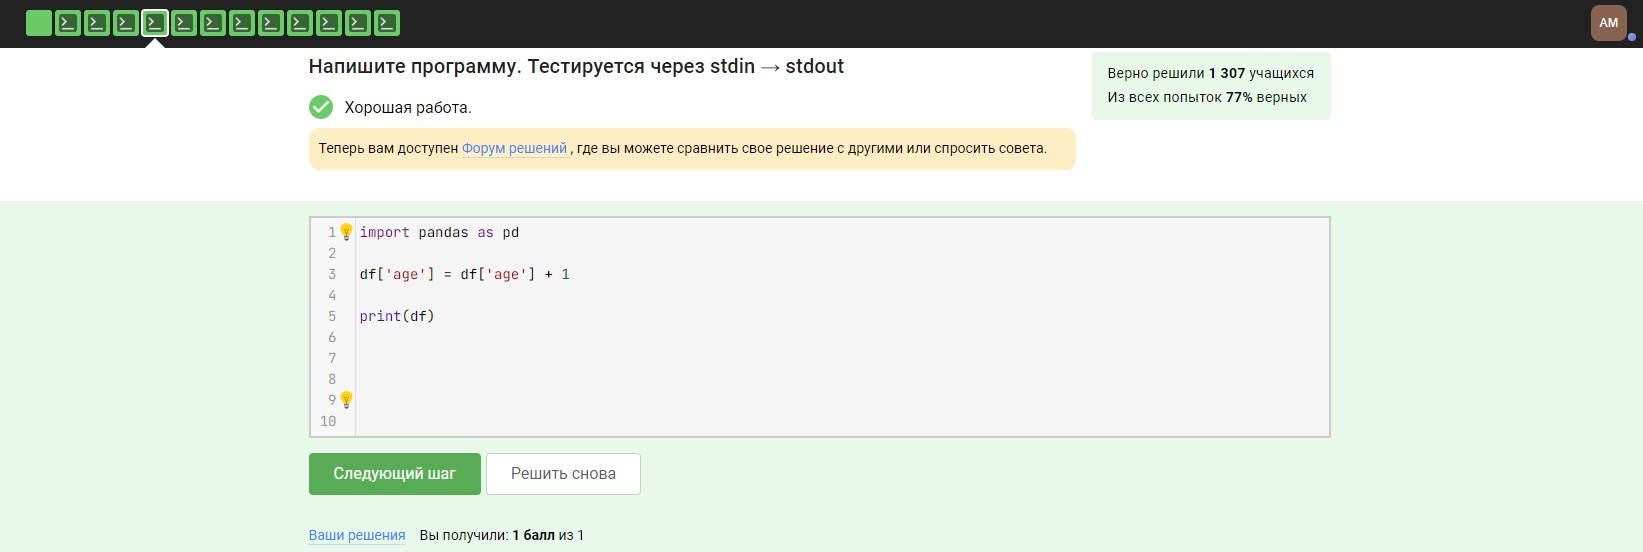 AM
Напишите программу. Тестируется через stdin → stdout
Верно решили 1 307 учащихся
Из всех попыток 77% верных
Хорошая работа.
Теперь вам доступен Форум решений , где вы можете сравнить свое решение с другими или спросить совета.
1 import pandas as pd
2
3 df['age'] = df['age'] + 1
4
5 print(df)
6
7
8
9
10
Следующий шаг
Решить снова
Ваши решения Вы получили: 1 балл из 1